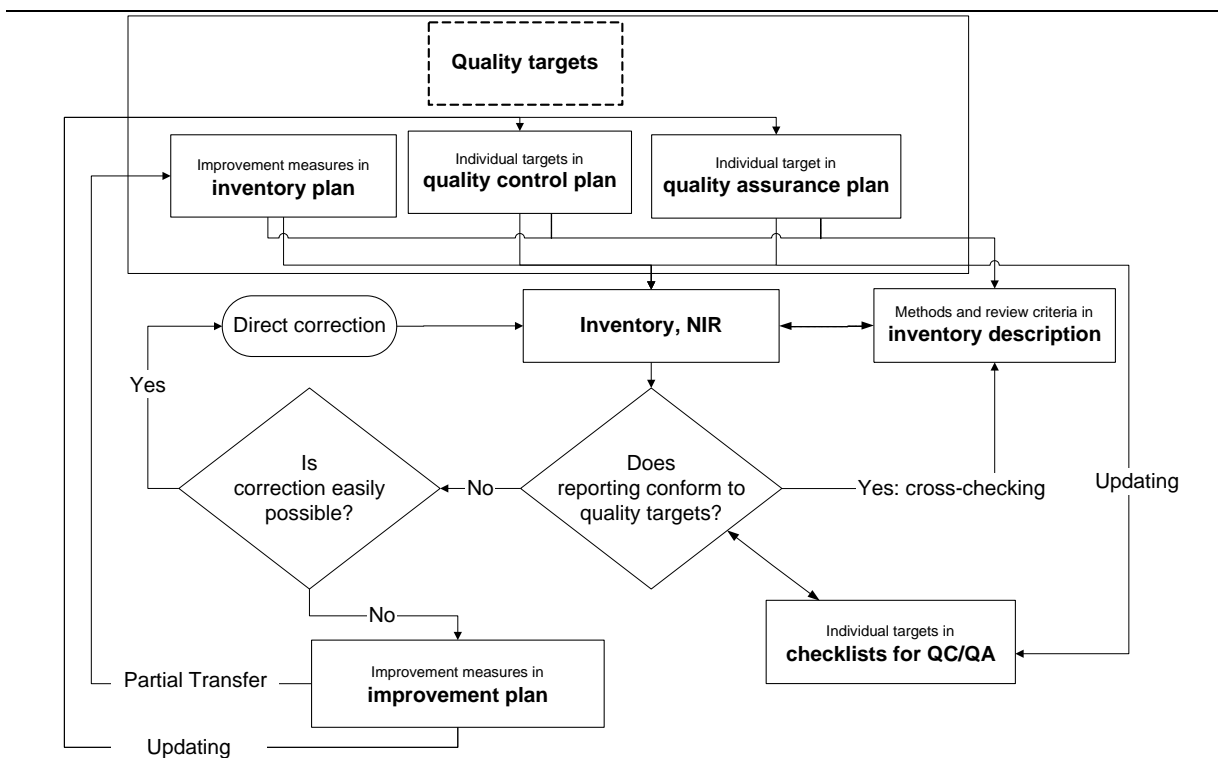 Quality targets
Improvement measures in
inventory plan
Individual targets in
quality control plan
Individual target in
quality assurance plan
Direct correction
Inventory, NIR
Methods and review criteria in
inventory description
Yes
Is
correction easily
possible?
No
Does
reporting conform to
quality targets?
Yes: cross-checking
Updating
No
Individual targets in
checklists for QC/QA
Improvement measures in
improvement plan
Partial Transfer
Updating